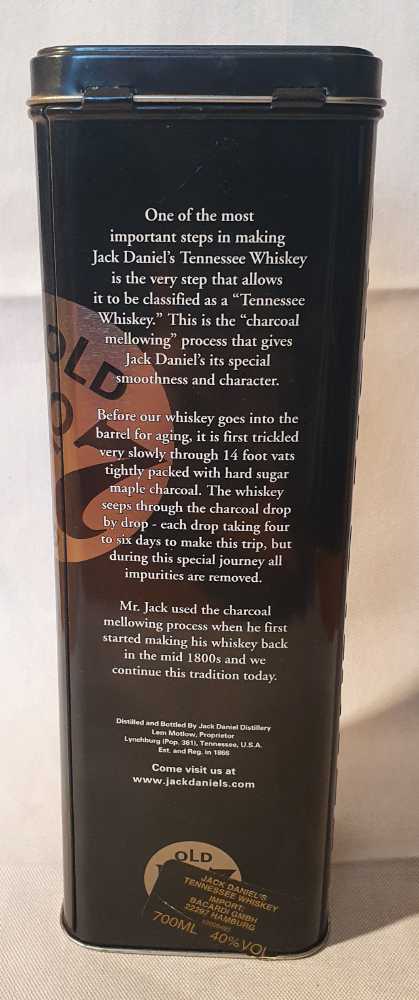 One of the most
important steps in making
Jack Daniel's Tennessee Whiskey
is the very step that allows
it to be classified as a "Tennessee
Whiskey." This is the "charcoal
mellowing" process that gives
Jack Daniel's its special
smoothness and character.
Before our whiskey goes into the
barrel for aging, it is first trickled
very slowly through 14 foot vats
tightly packed with hard sugar
maple charcoal. The whiskey
seeps through the charcoal drop
by drop - each drop taking four
to six days to make this trip, but
during this special journey all
impurities are removed.
Mr. Jack used the charcoal
mellowing process when he first
started making his whiskey back
in the mid 1800s and we
continue this tradition today.
Distilled and Bottled By Jack Daniel Distillery
Lem Motlow, Proprietor
Lynchburg (Pop. 361), Tennessee, U.S.A.
Est. and Reg. in 1866
Come visit us at
www.jackdaniels.com
OLD
OLD
JACK DANIEL'S
TENNESSEE WHISKEY
IMPORT:
BACARDI GMBH
22297 HAMBURG
700ML 40%VOL